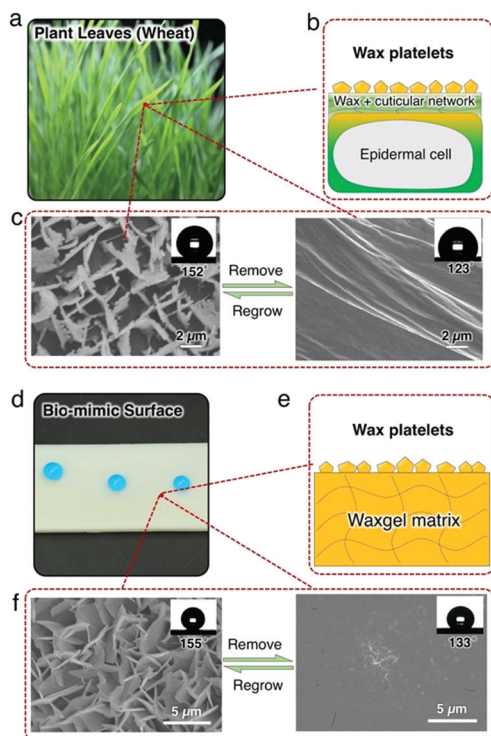 a
Plant Leaves (Wheat)
b
Wax platelets
Wax + cuticular network
Epidermal cell
c
152°
2 µm
Remove
Regrow
123°
2 µm
d
Bio-mimic Surface
e
Wax platelets
Waxgel matrix
f
155°
5 µm
Remove
Regrow
133°
5 µm